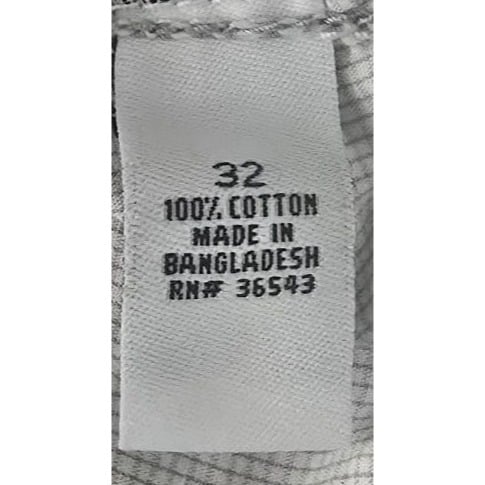 32
100% COTTON
MADE IN
BANGLADESH
RN# 36543